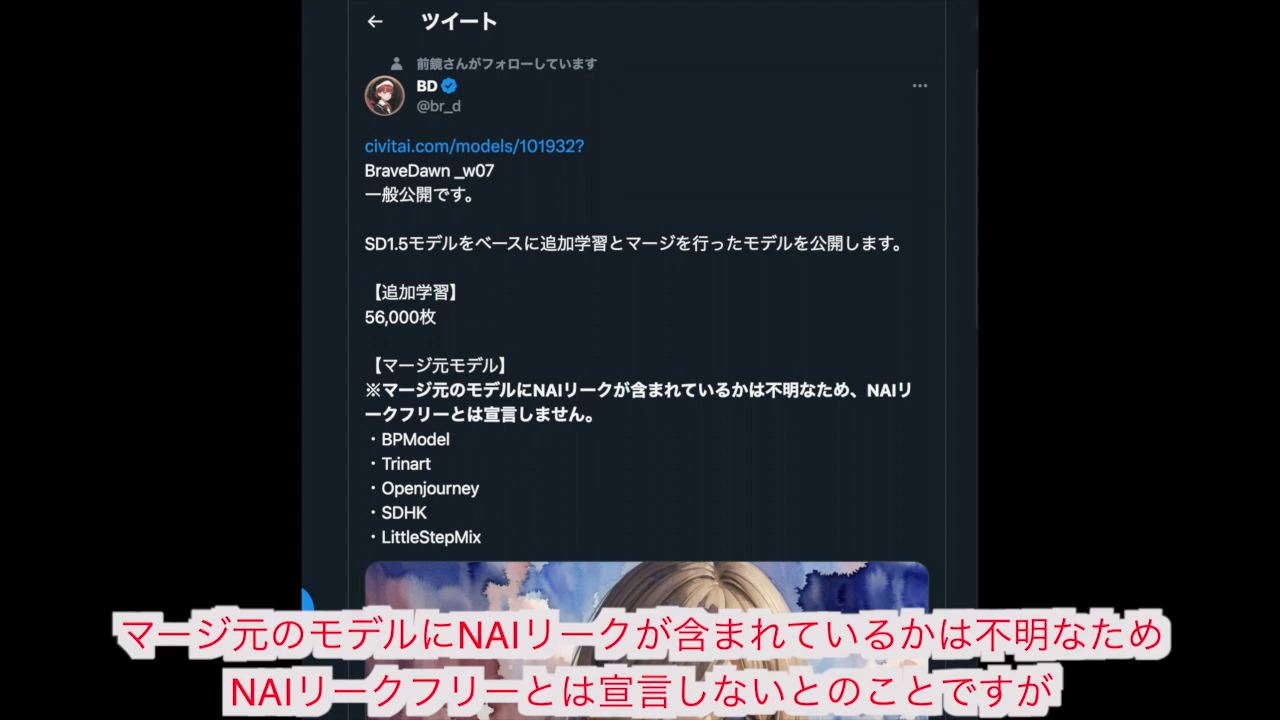 ツイート
前鏡さんがフォローしています
BD
@br_d
civitai.com/models/101932?
BraveDawn _w07
一般公開です。
SD1.5モデルをベースに追加学習とマージを行ったモデルを公開します。
【追加学習】
56,000枚
【マージ元モデル】
※マージ元のモデルにNAIリークが含まれているかは不明なため、NAIリ
ークフリーとは宣言しません。
・BPModel
・Trinart
・Openjourney
・SDHK
・LittleStepMix
マージ元のモデルにNAIリークが含まれているかは不明なため
NAIリークフリーとは宣言しないとのことですが